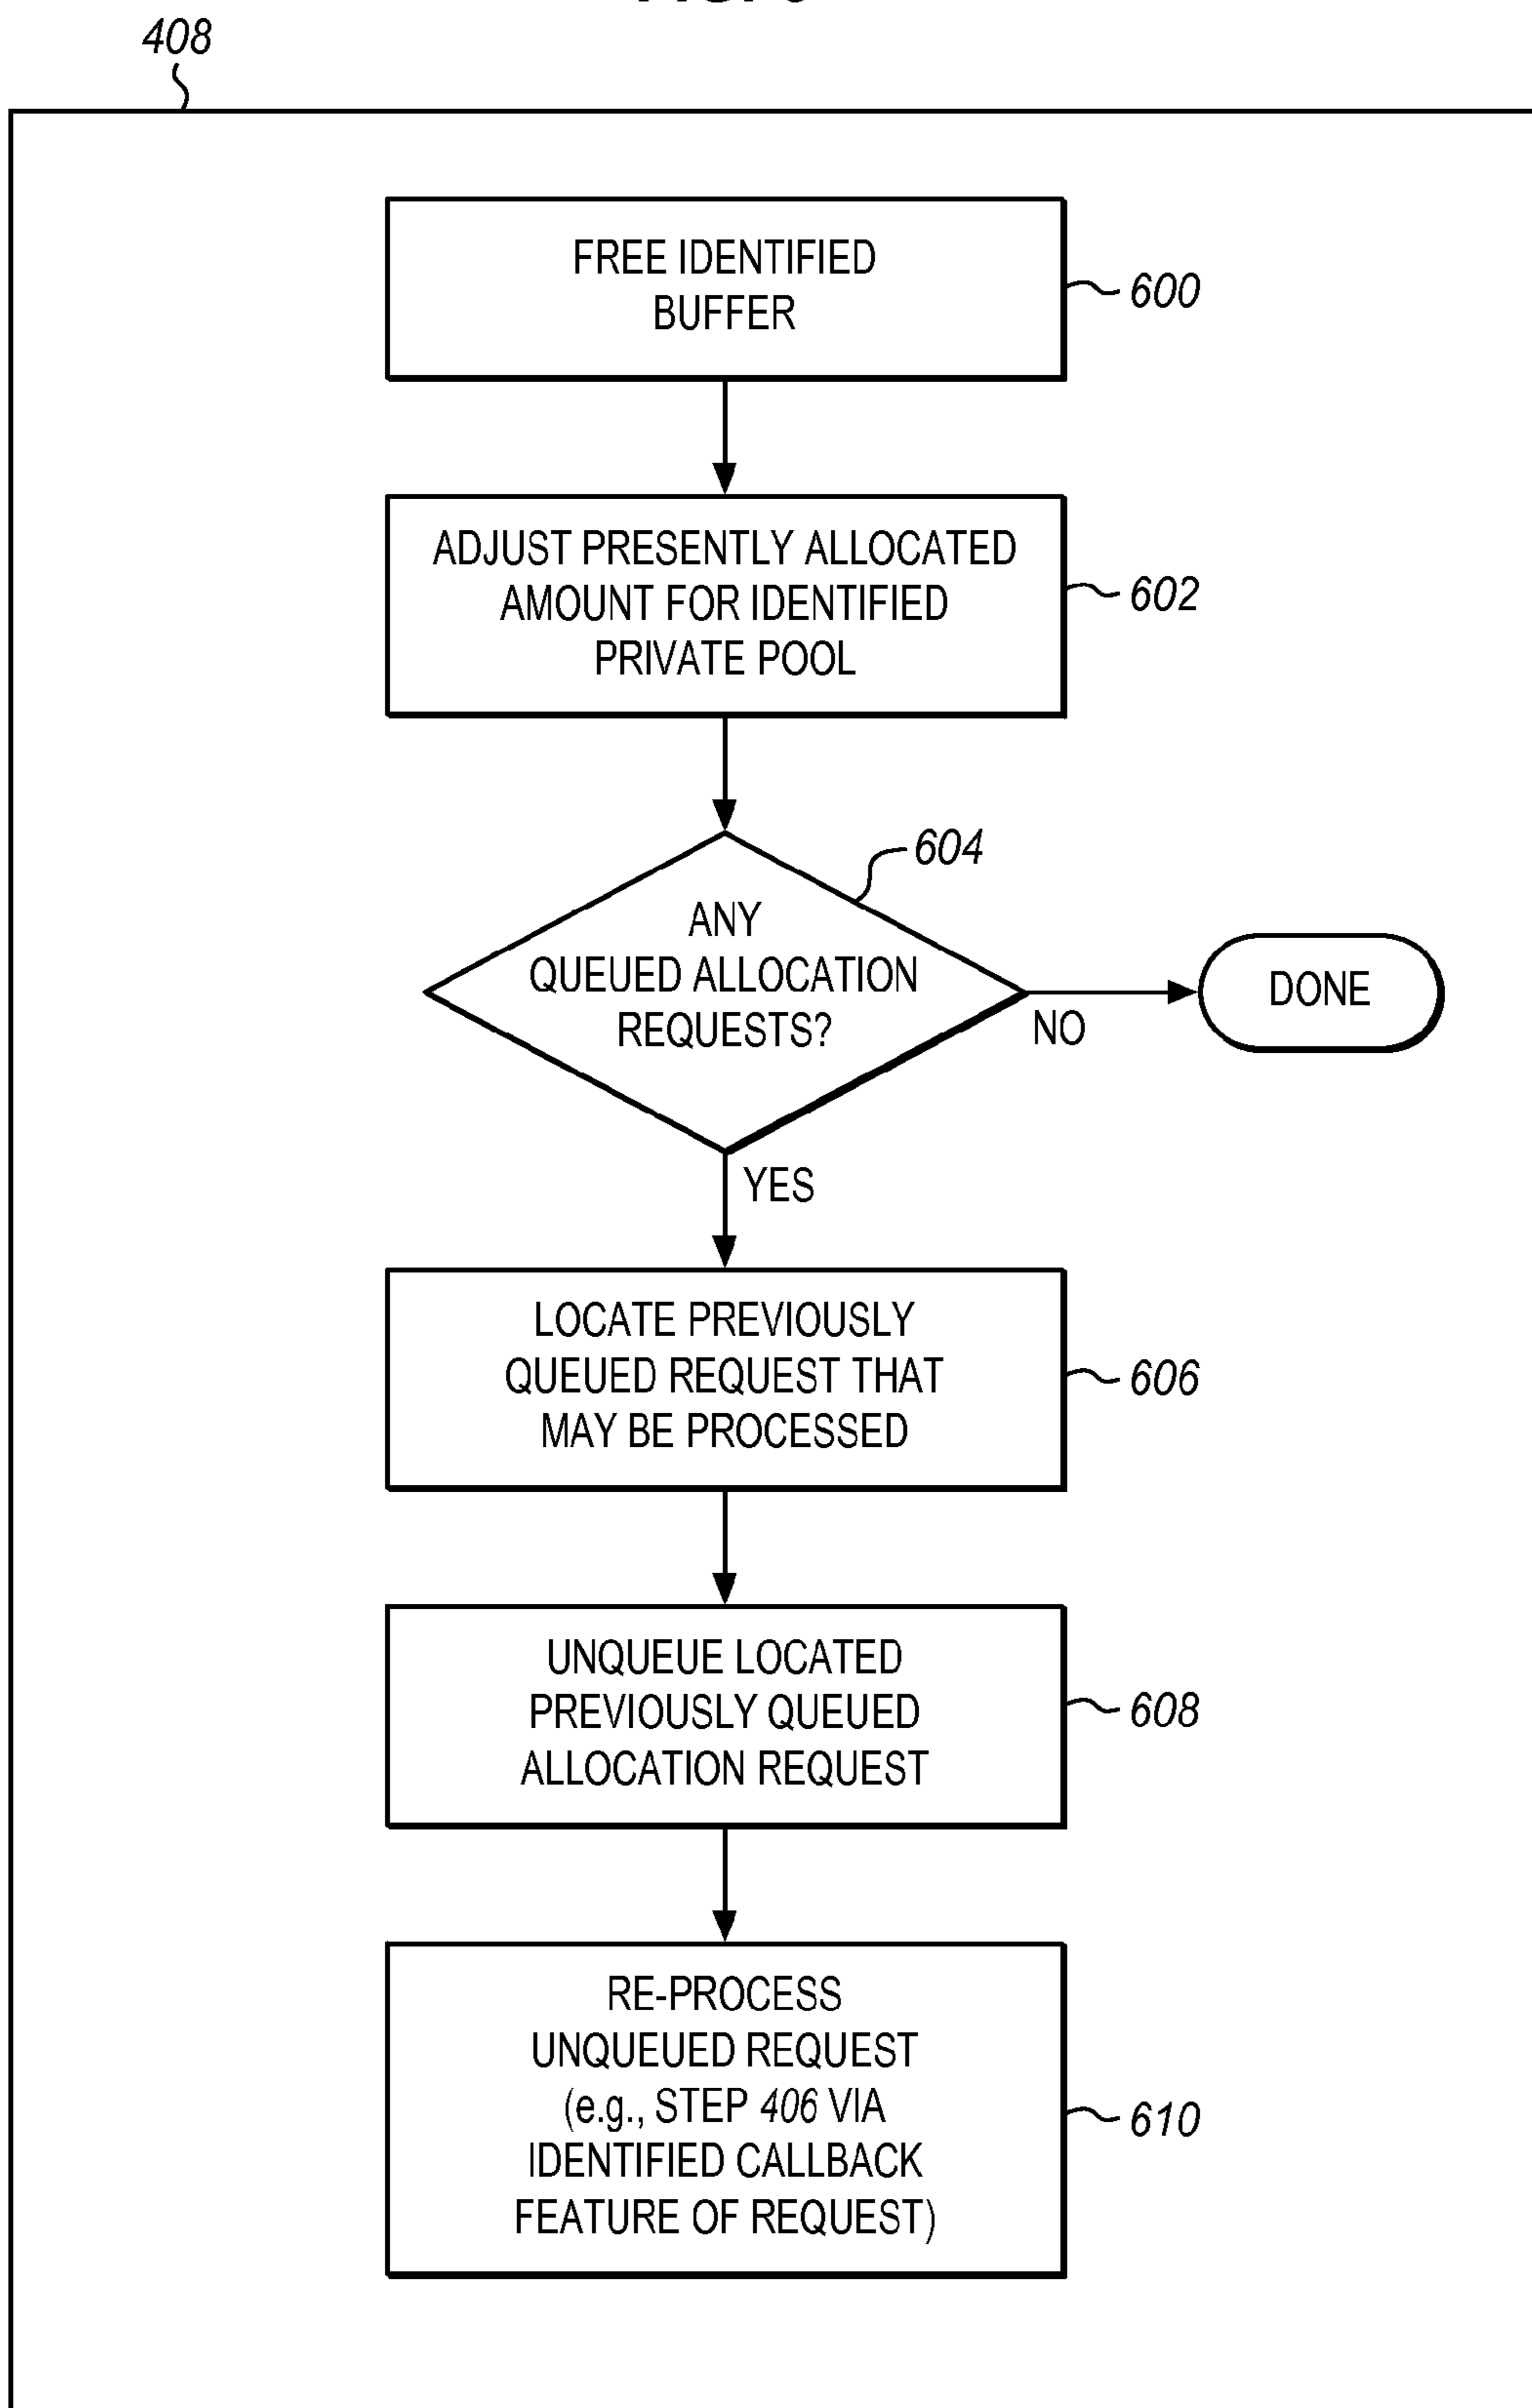 408
FREE IDENTIFIED
BUFFER
600
ADJUST PRESENTLY ALLOCATED
AMOUNT FOR IDENTIFIED
PRIVATE POOL
602
604
ANY
QUEUED ALLOCATION
REQUESTS?
NO
DONE
YES
LOCATE PREVIOUSLY
QUEUED REQUEST THAT
MAY BE PROCESSED
606
UNQUEUE LOCATED
PREVIOUSLY QUEUED
ALLOCATION REQUEST
608
RE-PROCESS
UNQUEUED REQUEST
(e.g., STEP 406 VIA
IDENTIFIED CALLBACK
FEATURE OF REQUEST)
610